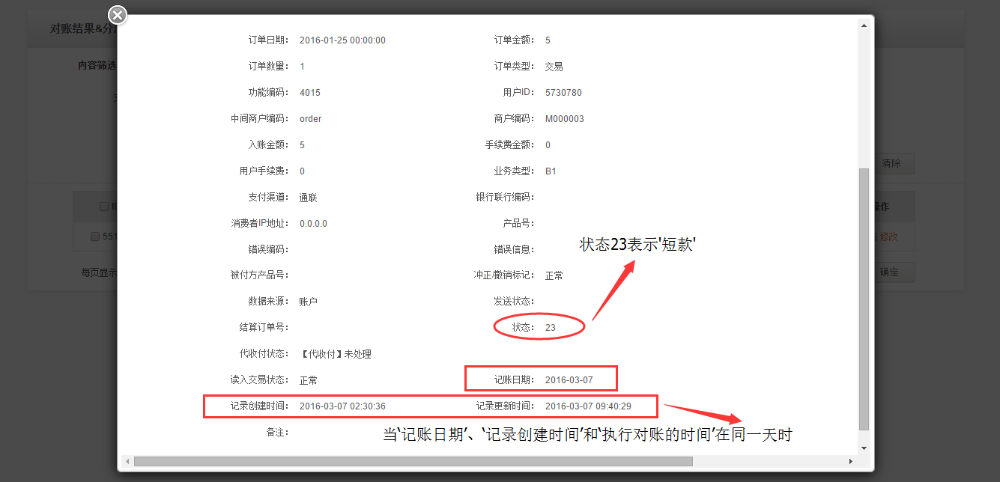 对账结果&分
内容筛选
订单日期： 2016-01-25 00:00:00 订单金额： 5
订单数量： 1 订单类型： 交易
功能编码： 4015 用户ID： 5730780
中间商户编码： order 商户编码： M000003
入账金额： 5 手续费金额： 0
清除
用户手续费： 0 业务类型： B1
支付渠道： 通联 银行联行编码：
操作
消费者IP地址： 0.0.0.0 产品号：
551
修改
状态23表示'短款'
错误编码： 错误信息：
每页显示
确定
被付方产品号： 冲正/撤销标记： 正常
数据来源： 账户 发送状态：
结算订单号： 状态： 23
代收付状态： 【代收付】未处理
读入交易状态： 正常 记账日期： 2016-03-07
记录创建时间： 2016-03-07 02:30:36 记录更新时间： 2016-03-07 09:40:29
备注：
当‘记账日期’、‘记录创建时间’和‘执行对账的时间’在同一天时